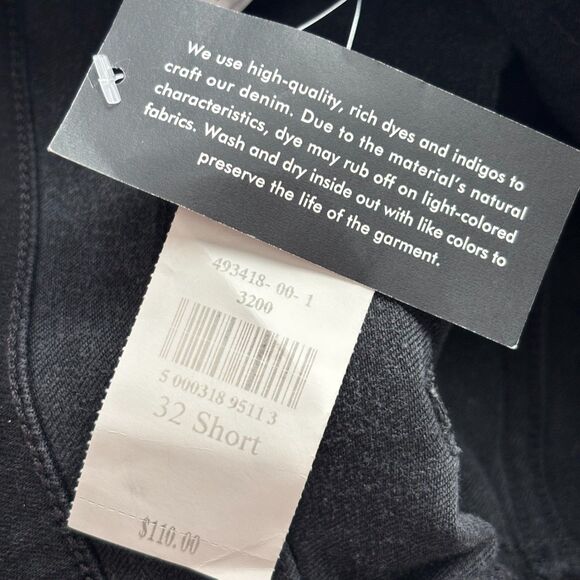 We use high-quality, rich dyes and indigos to
craft our denim. Due to the material's natural
characteristics, dye may rub off on light-colored
fabrics. Wash and dry inside out with like colors to
preserve the life of the garment.
493418- 00- 1
3200
5 000318 9511 3
32 Short
$110.00